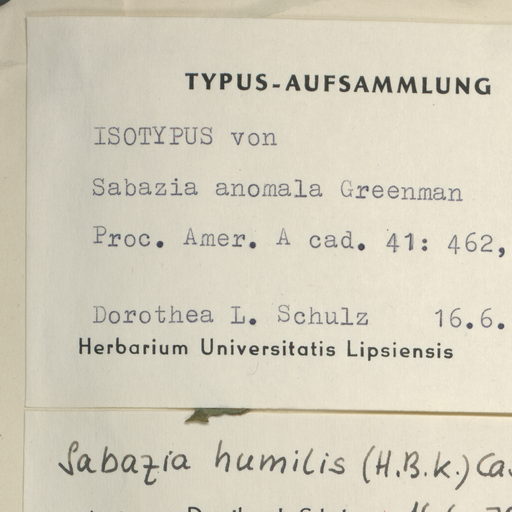 TYPUS-AUFSAMMLUNG
ISOTYPUS von
Sabazia anomala Greenman
Proc. Amer. A cad. 41: 462,
Dorothea L. Schulz 16.6.
Herbarium Universitatis Lipsiensis
Sabazia humilis (H.B.K.) Ca